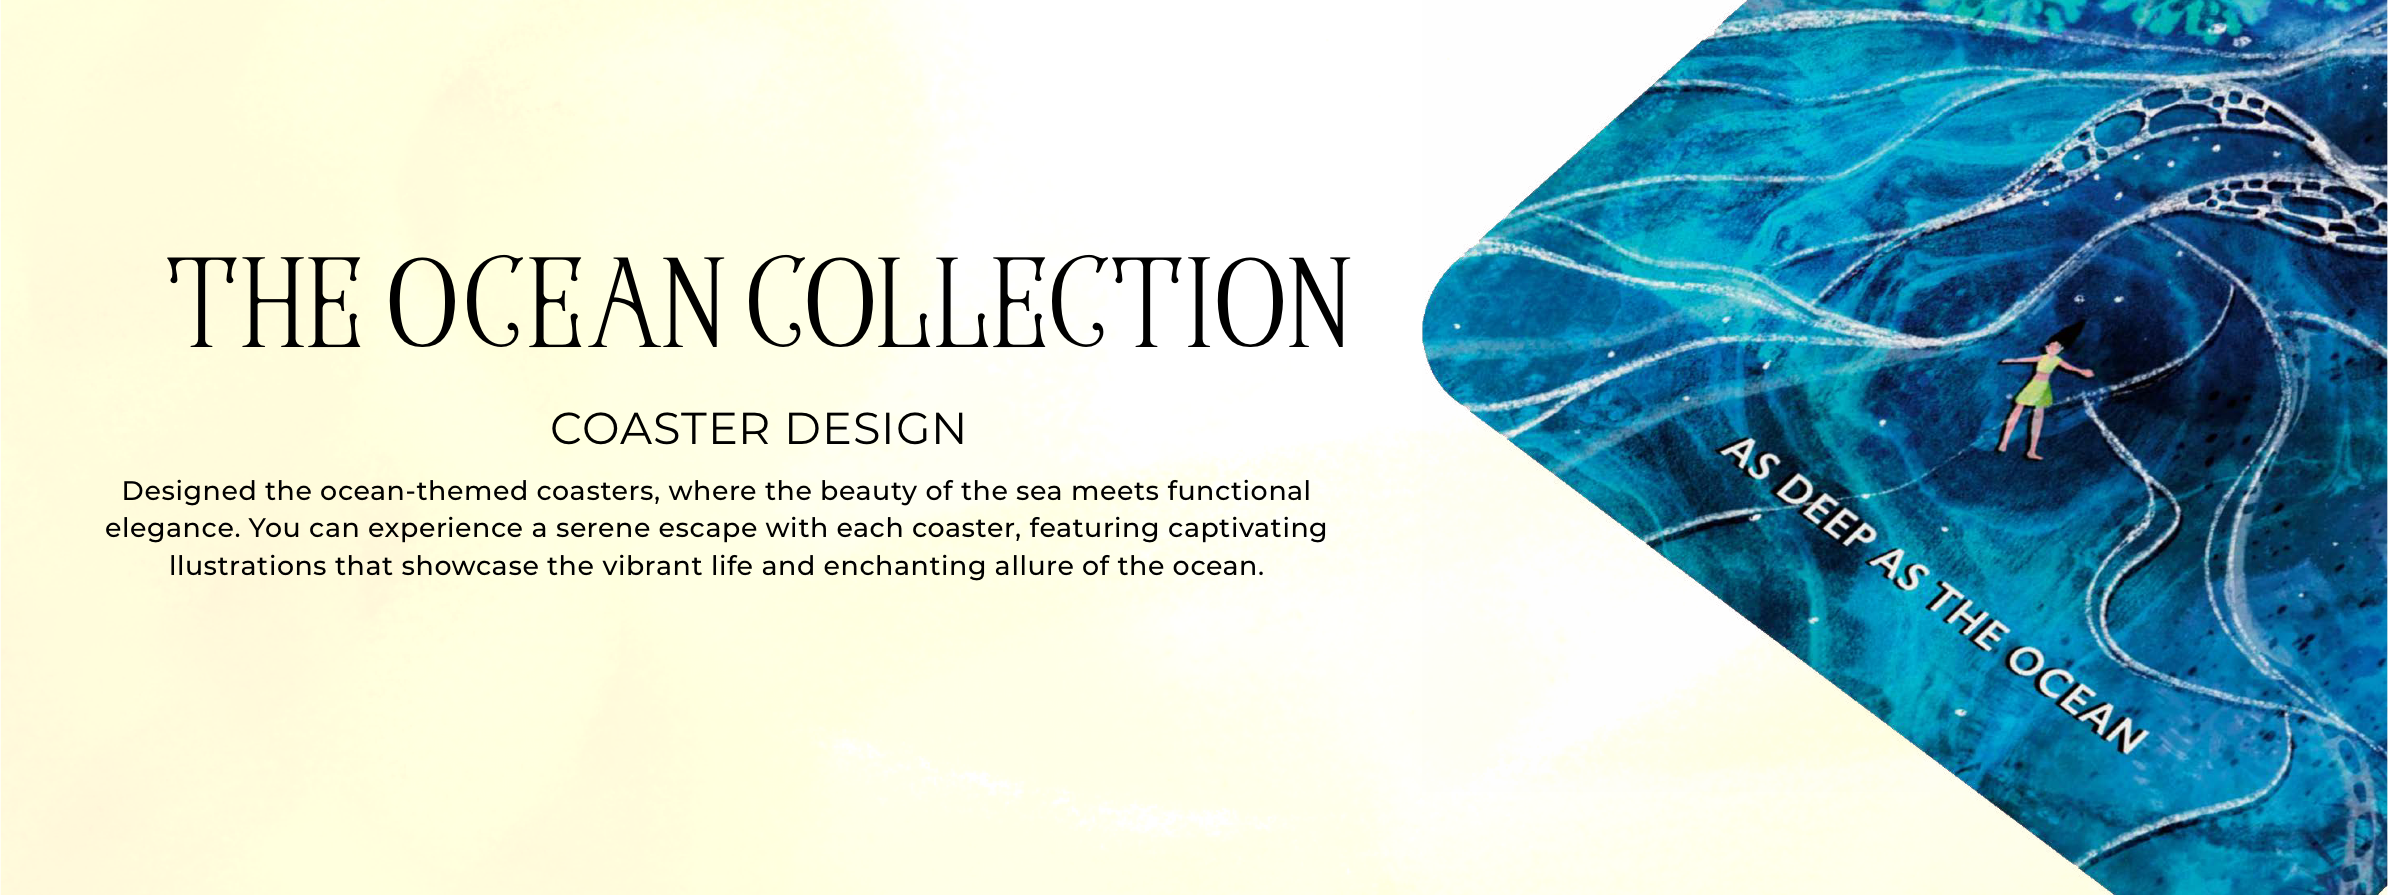 THE OCEAN COLLECTION
COASTER DESIGN
Designed the ocean-themed coasters, where the beauty of the sea meets functional
elegance. You can experience a serene escape with each coaster, featuring captivating
llustrations that showcase the vibrant life and enchanting allure of the ocean.
AS DEEP AS THE OCEAN